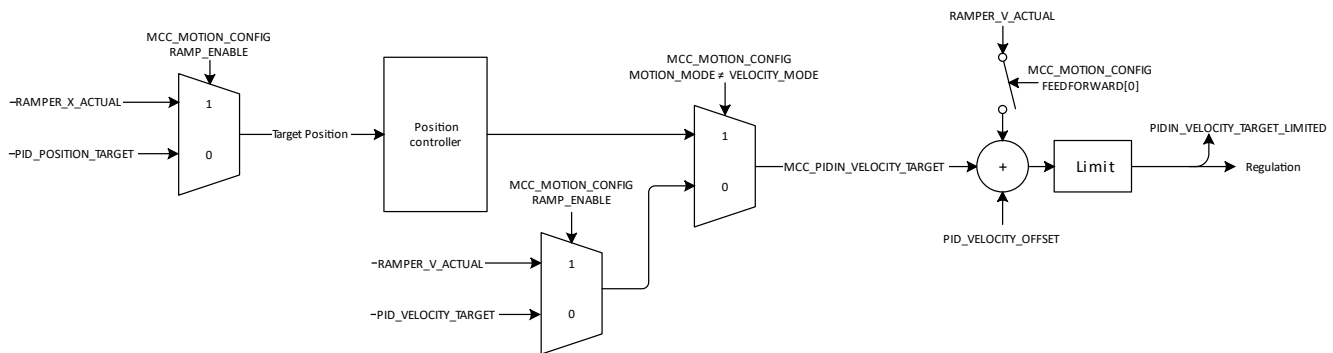 RAMPER_V_ACTUAL
MCC_MOTION_CONFIG
RAMP_ENABLE
MCC_MOTION_CONFIG
MOTION_MODE ≠ VELOCITY_MODE
MCC_MOTION_CONFIG
FEEDFORWARD[0]
RAMPER_X_ACTUAL
1
PID_POSITION_TARGET
0
Target Position
Position
controller
1
0
PIDIN_VELOCITY_TARGET_LIMITED
MCC_PIDIN_VELOCITY_TARGET
+
Limit
Regulation
MCC_MOTION_CONFIG
RAMP_ENABLE
PID_VELOCITY_OFFSET
RAMPER_V_ACTUAL
1
PID_VELOCITY_TARGET
0